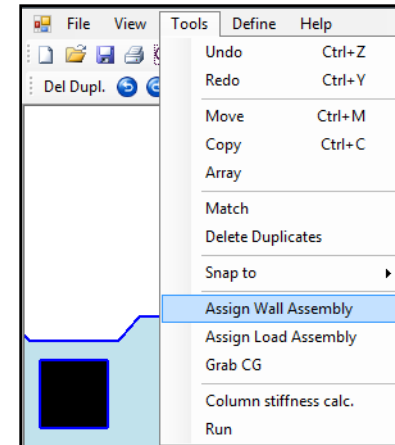 File View Tools Define Help
Del Dupl.
Undo Ctrl+Z
Redo Ctrl+Y
Move Ctrl+M
Copy Ctrl+C
Array
Match
Delete Duplicates
Snap to
Assign Wall Assembly
Assign Load Assembly
Grab CG
Column stiffness calc.
Run